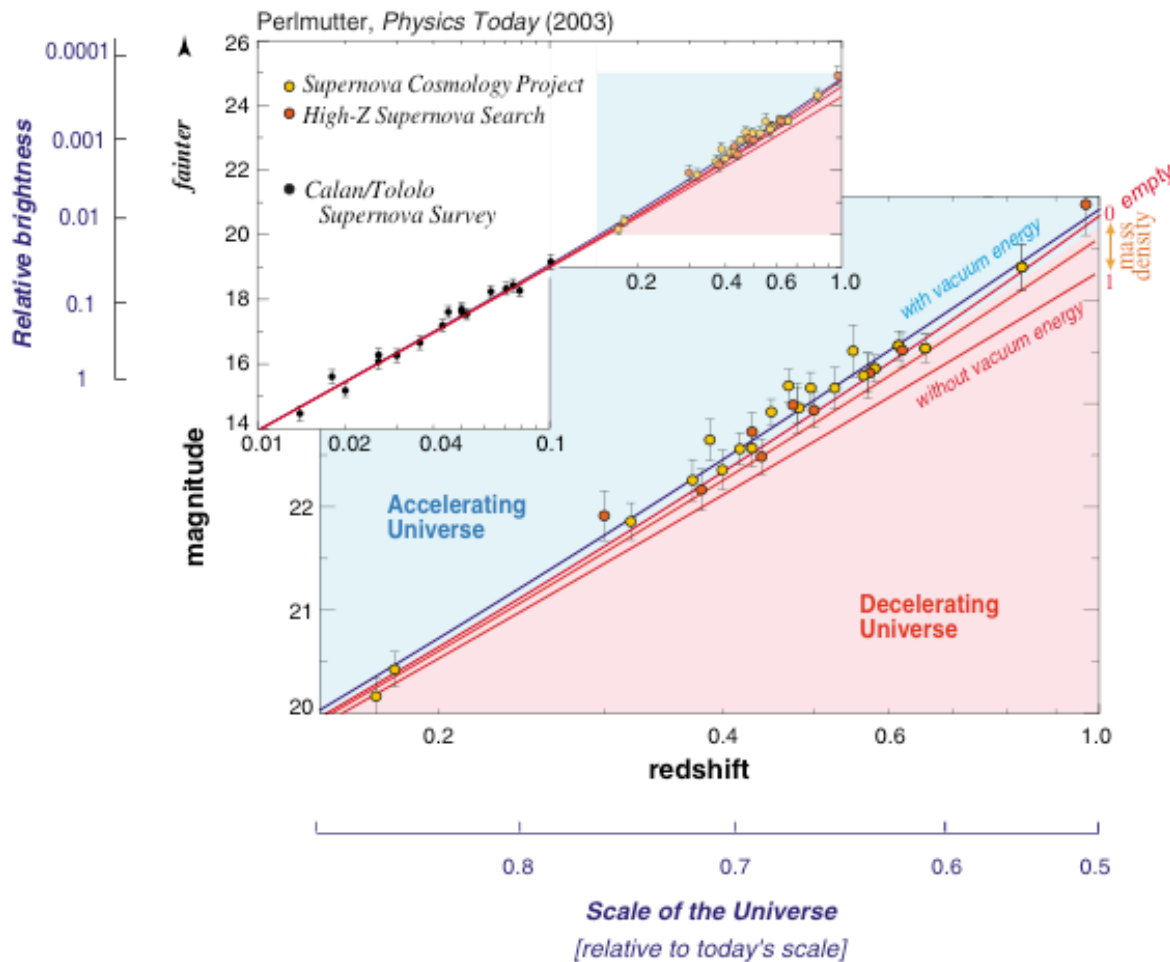 Perlmutter, Physics Today (2003)
0.0001
0.001
0.01
0.1
1
Relative brightness
fainter
26
24
22
20
18
16
14
Supernova Cosmology Project
High-Z Supernova Search
Calan/Tololo
Supernova Survey
0.01
0.02
0.04
0.1
0.2
0.4
0.6
1.0
magnitude
22
21
20
with vacuum energy
without vacuum energy
0
empty
mass
density
1
Accelerating
Universe
Decelerating
Universe
0.2
0.4
0.6
1.0
redshift
0.8
0.7
0.6
0.5
Scale of the Universe
[relative to today's scale]